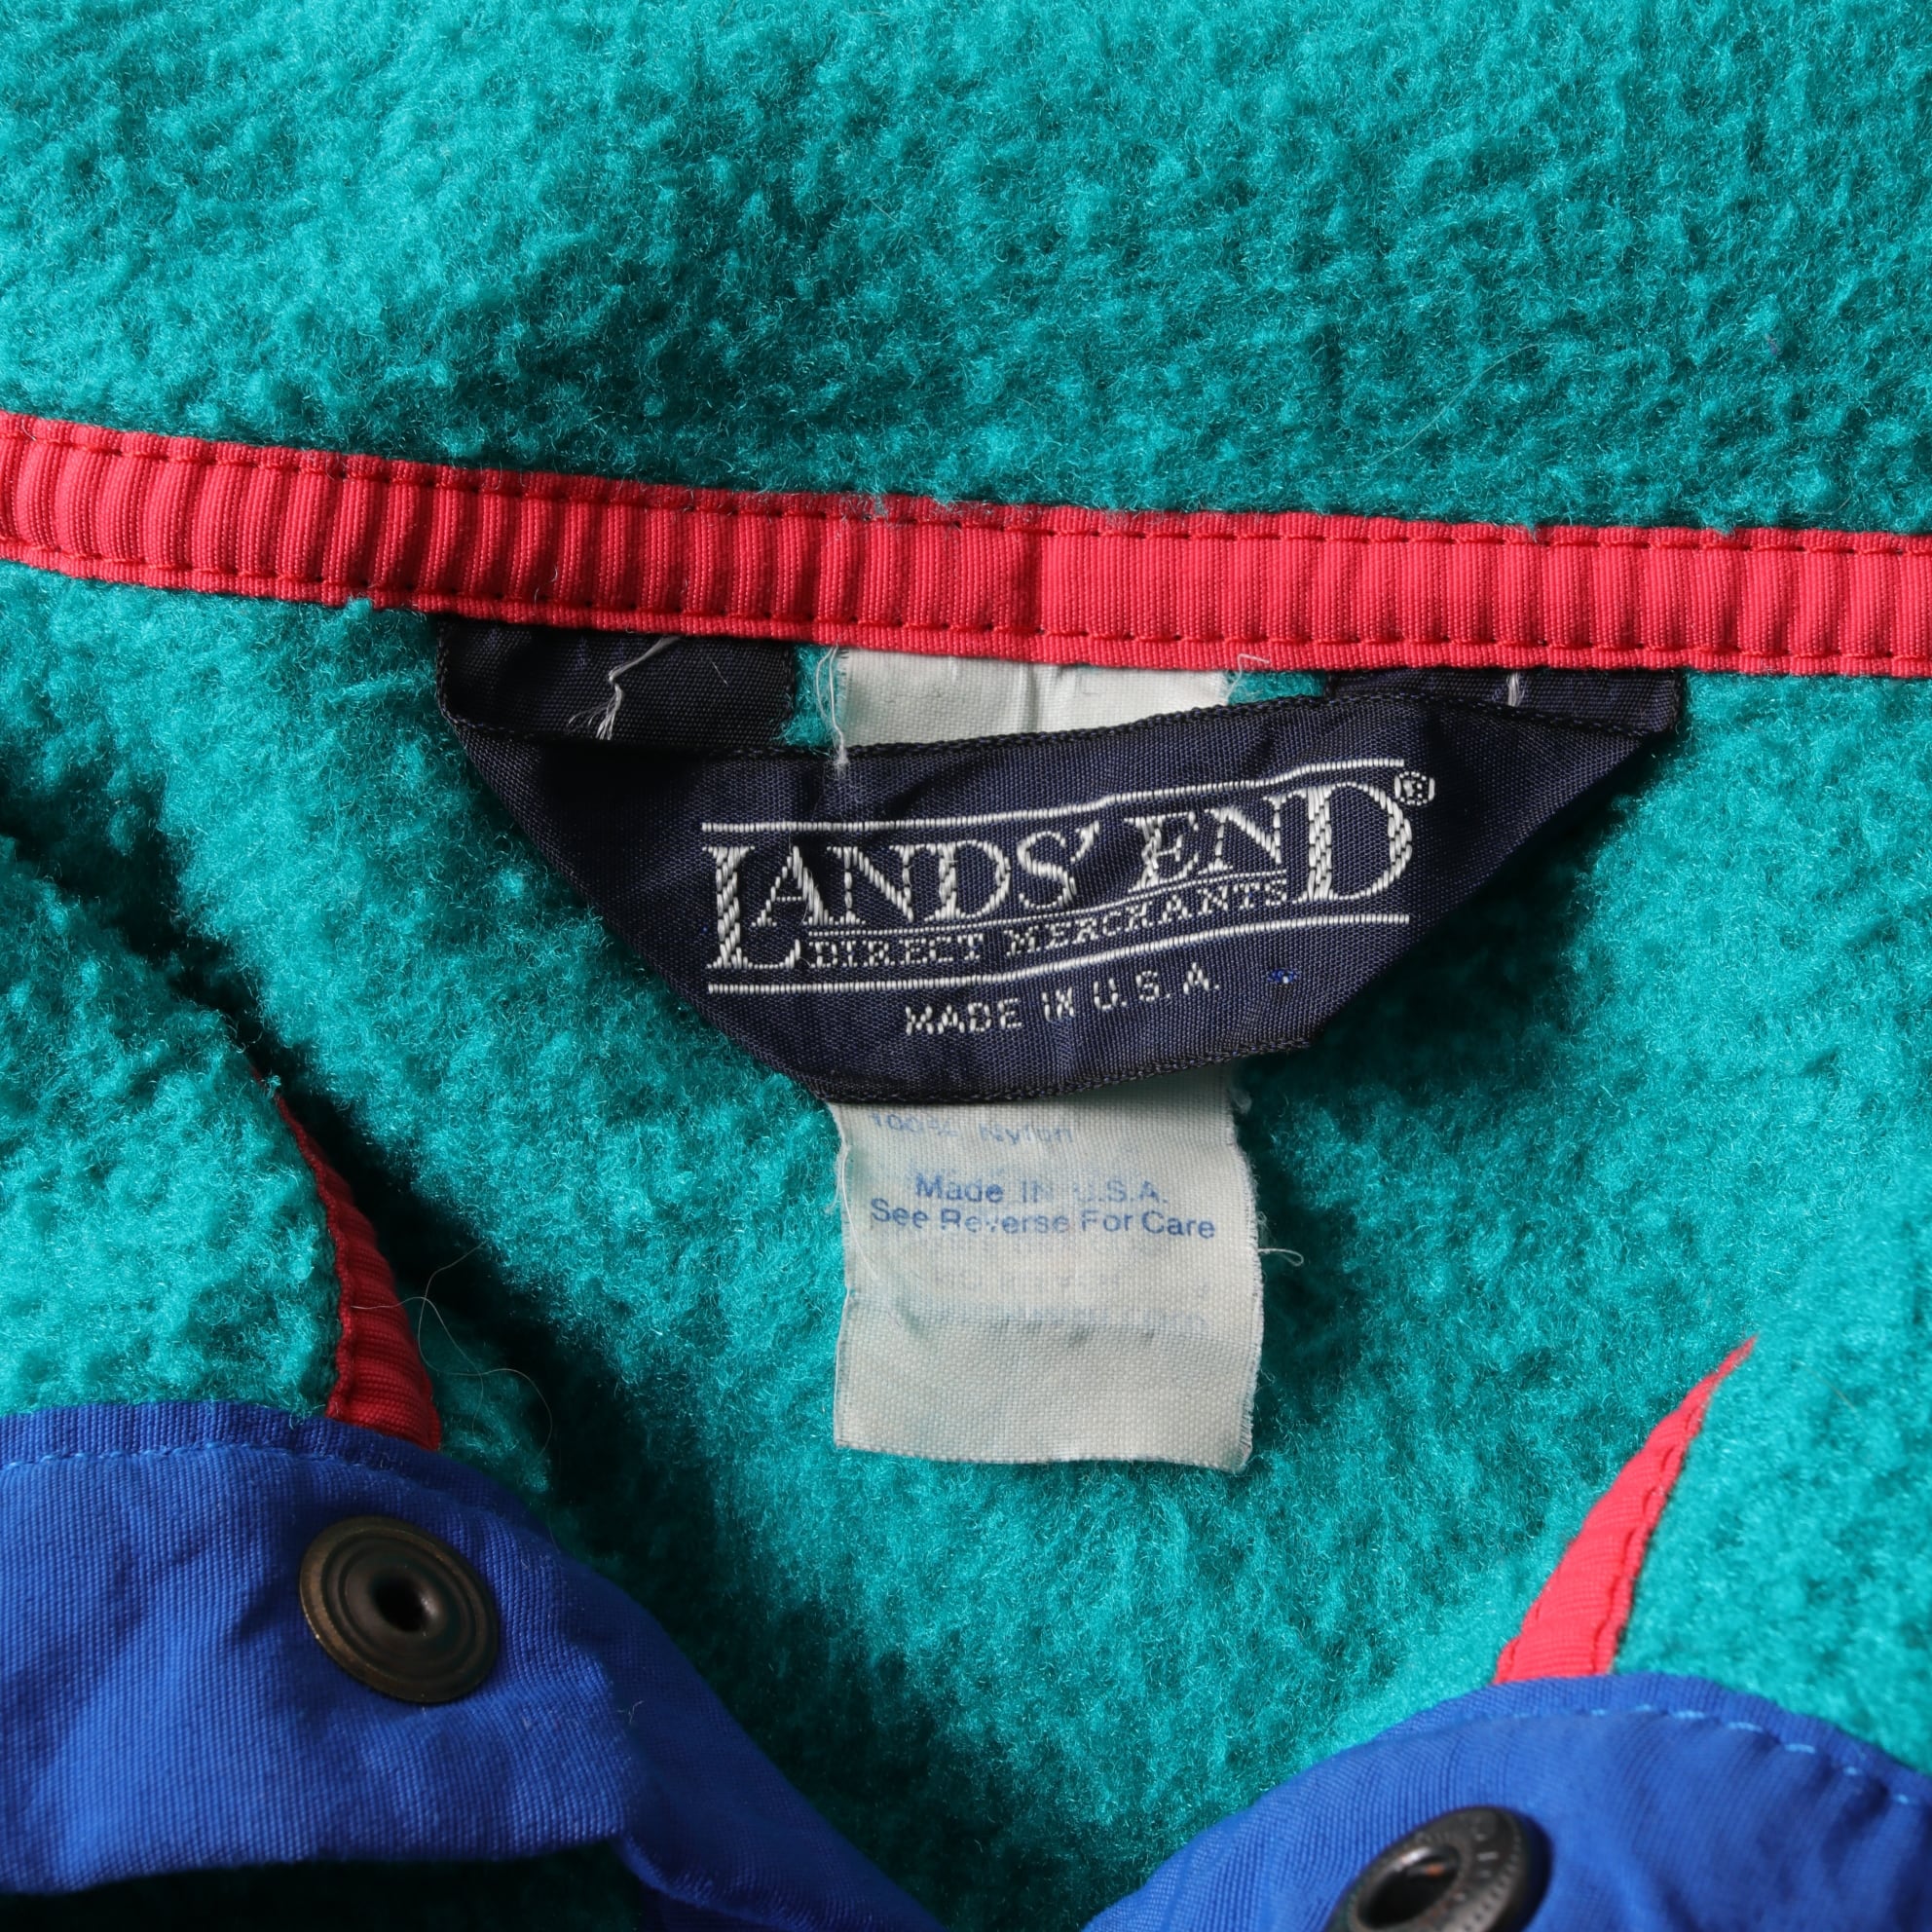 LANDS' END®
DIRECT MERCHANTS
MADE IN U.S.A.
100% Nylon
Made IN U.S.A.
See Reverse For Care